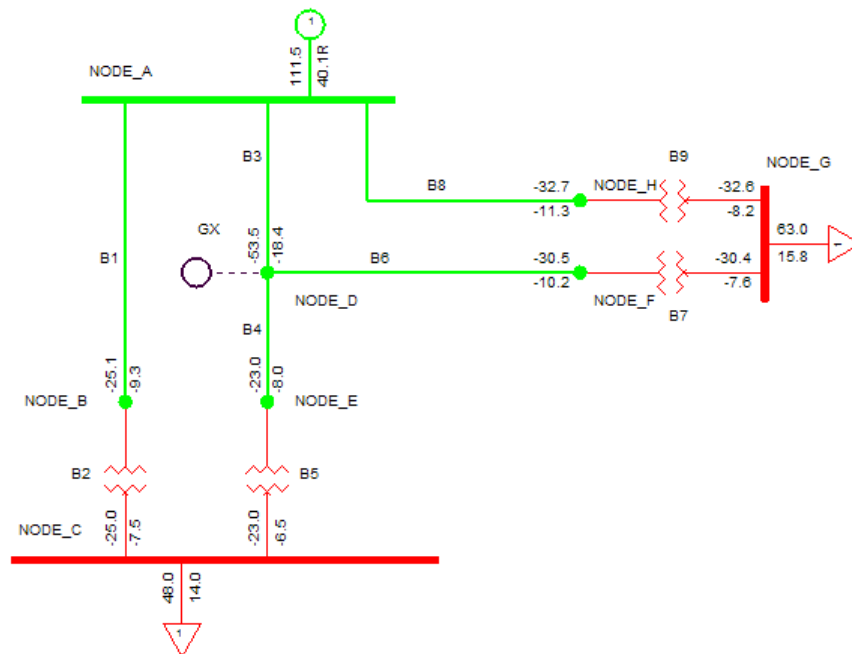 1
111.5
40.1R
NODE_A
B3
B9
NODE_G
B8
-32.7
NODE_H
-32.6
-11.3
-8.2
GX
-53.5
-18.4
63.0
1
15.8
B1
B6
-30.5
-30.4
-10.2
-7.6
NODE_D
NODE_F
B7
B4
-25.1
-9.3
-23.0
-8.0
NODE_B
NODE_E
B2
B5
-25.0
-7.5
-23.0
-6.5
NODE_C
48.0
14.0
1